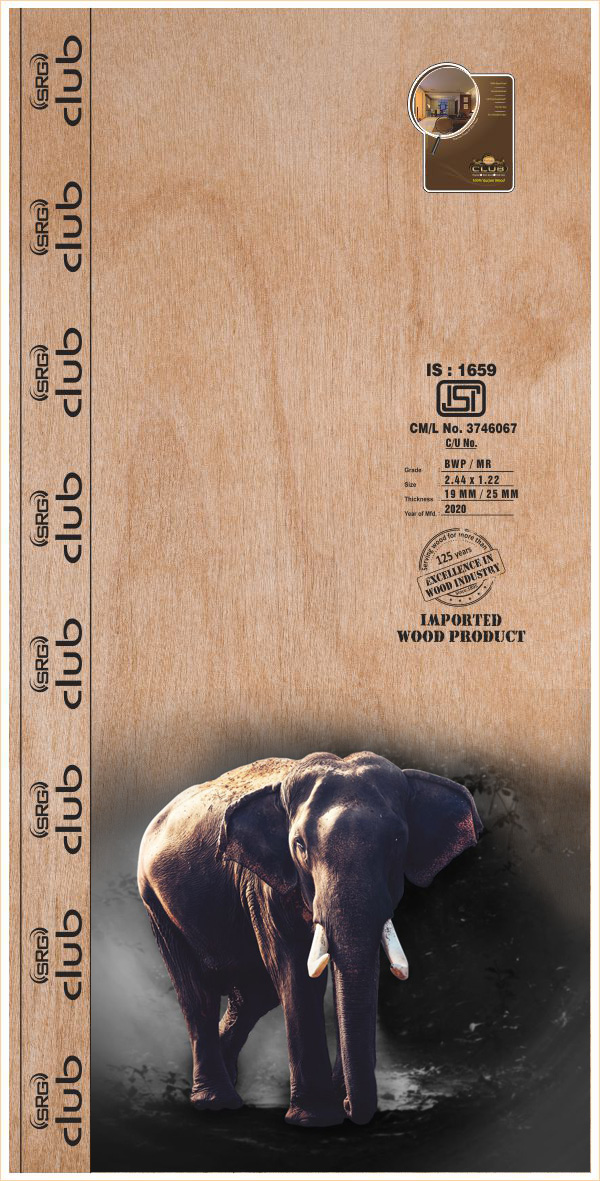 SRG
club
SRG
club
SRG
club
SRG
club
SRG
club
SRG
club
SRG
club
SRG
club
CLUB
IS : 1659
ISI
CM/L No. 3746067
C/U No.
Grade BWP / MR
Size 2.44 x 1.22
Thickness 19 MM / 25 MM
Year of Mfd. 2020
Serving wood for more than
125 years
EXCELLENCE IN
WOOD INDUSTRY
IMPORTED
WOOD PRODUCT